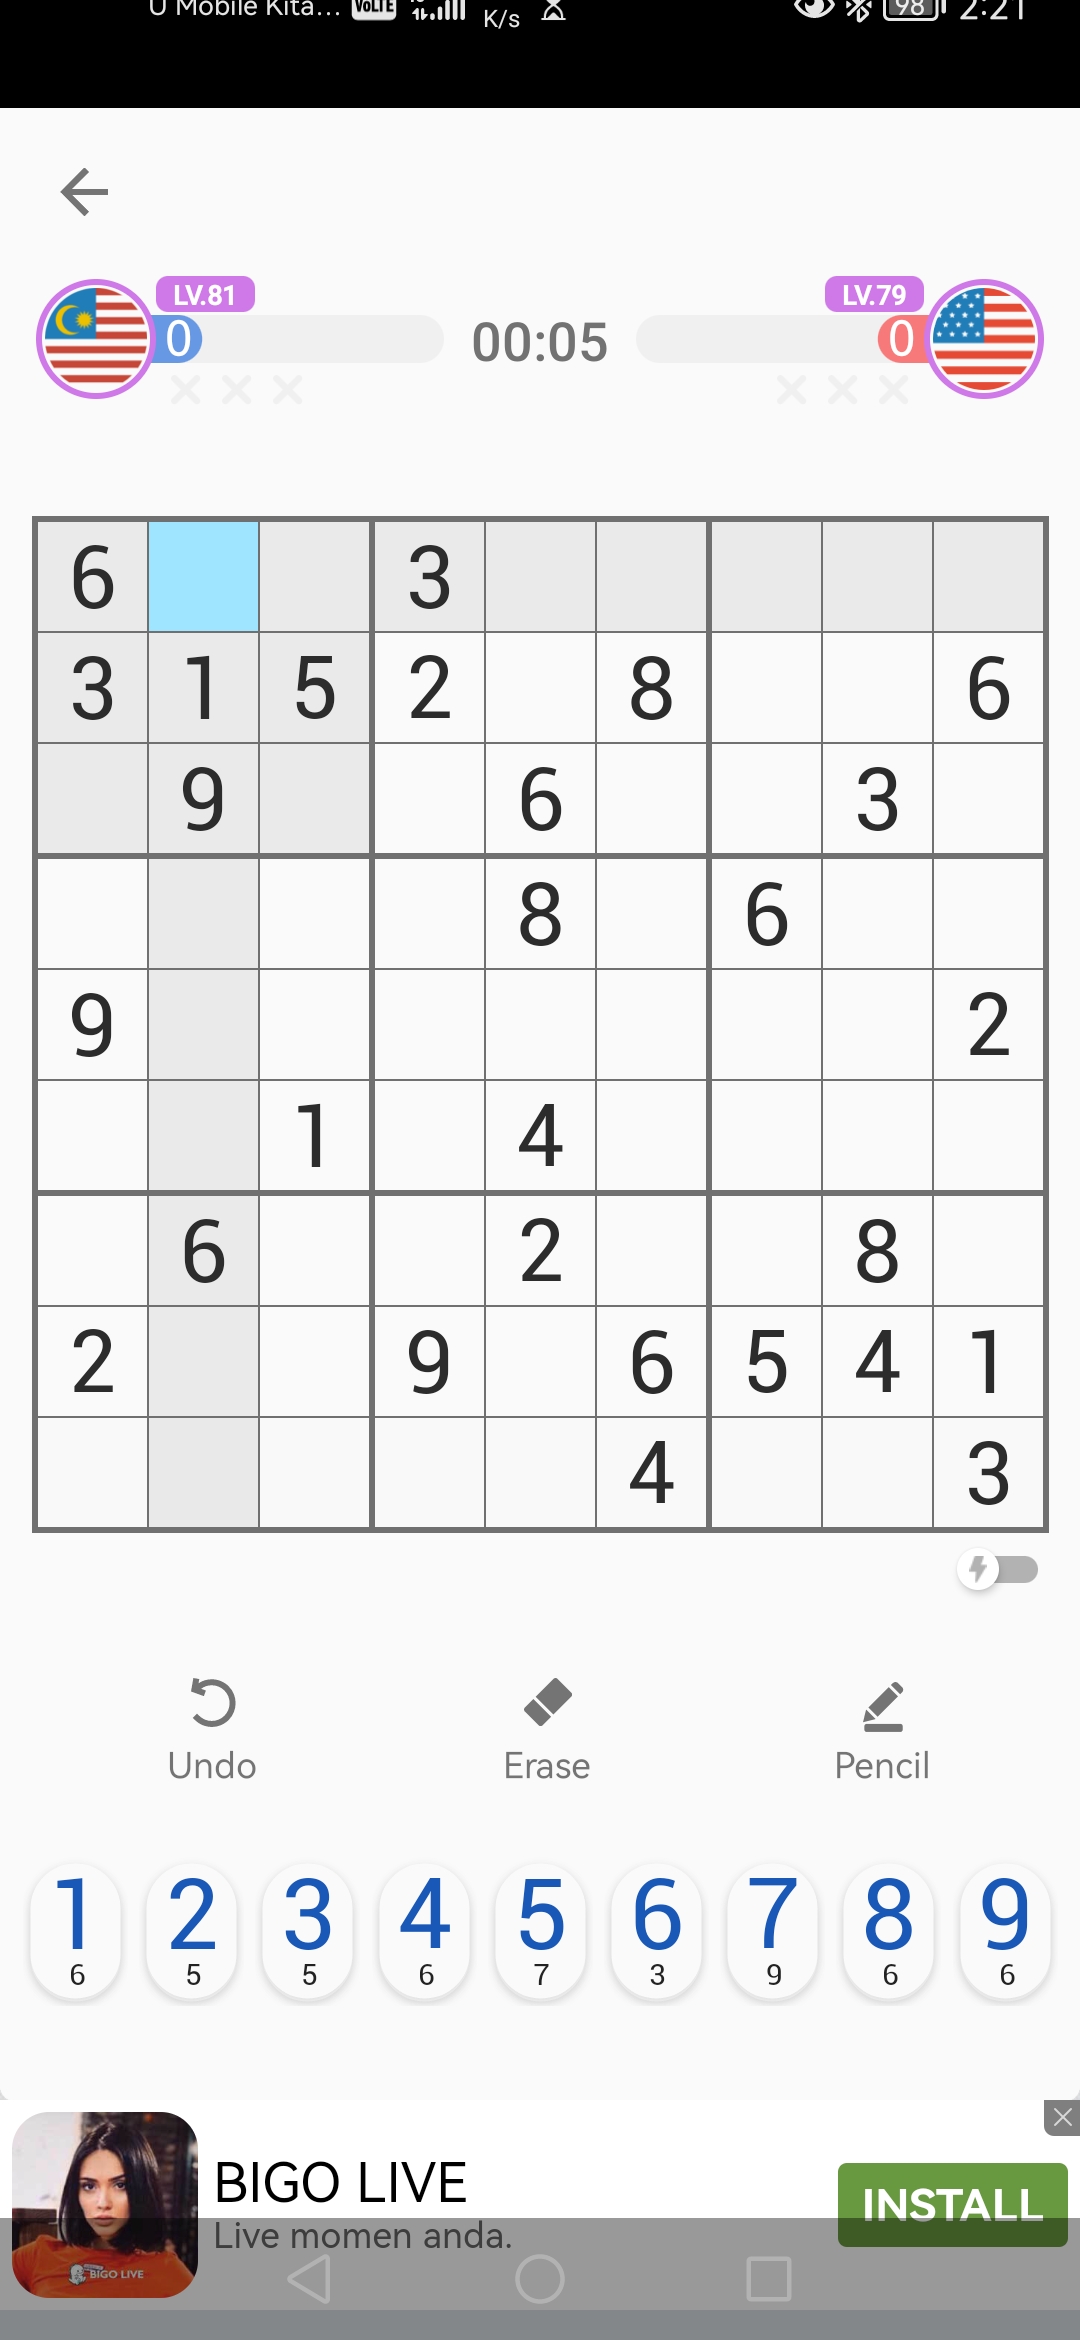 U Mobile Kita... VoLTE K/s 98 2:21
LV.81 LV.79
0 00:05 0
6 3
3 1 5 2 8 6
9 6 3
8 6
9 2
1 4
6 2 8
2 9 6 5 4 1
4 3
Undo Erase Pencil
1 2 3 4 5 6 7 8 9
6 5 5 6 7 3 9 6 6
BIGO LIVE
Live momen anda.
INSTALL
BIGO LIVE